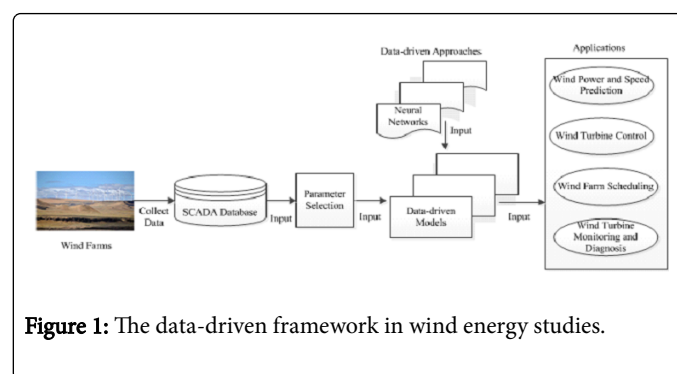 Data-driven Approaches
Applications
Neural
Networks
Input
Wind Power and Speed
Prediction
Wind Turbine Control
Wind Farm Scheduling
Wind Turbine
Monitoring and
Diagnosis
Wind Farms
Collect
Data
SCADA Database
Input
Parameter
Selection
Input
Data-driven
Models
Input
Figure 1: The data-driven framework in wind energy studies.